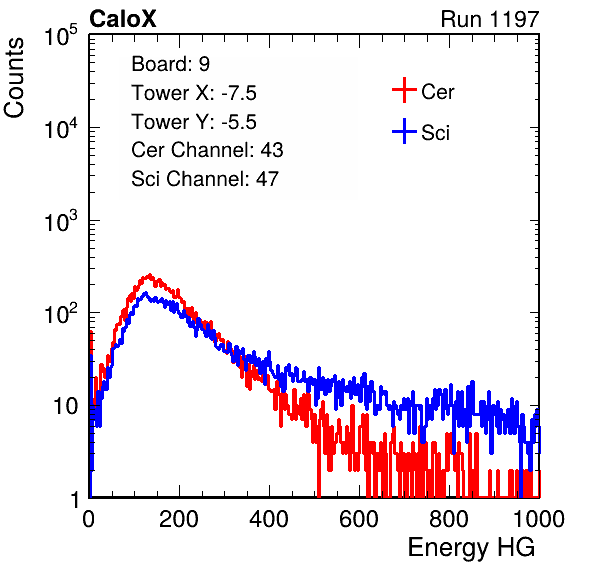 CaloX Run 1197
Counts
10^5
10^4
10^3
10^2
10
1
Board: 9
Tower X: -7.5
Tower Y: -5.5
Cer Channel: 43
Sci Channel: 47
Cer
Sci
0 200 400 600 800 1000
Energy HG